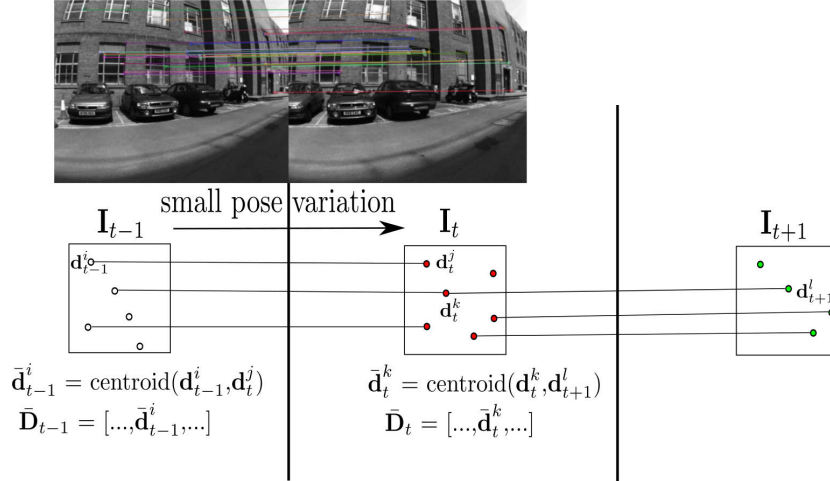 small pose variation
I_{t−1} I_t I_{t+1}
d^i_{t−1} d^j_t
d^k_t d^l_{t+1}
d̄^i_{t−1} = centroid(d^i_{t−1},d^j_t) d̄^k_t = centroid(d^k_t,d^l_{t+1})
D̄_{t−1} = [...,d̄^i_{t−1},...] D̄_t = [...,d̄^k_t,...]